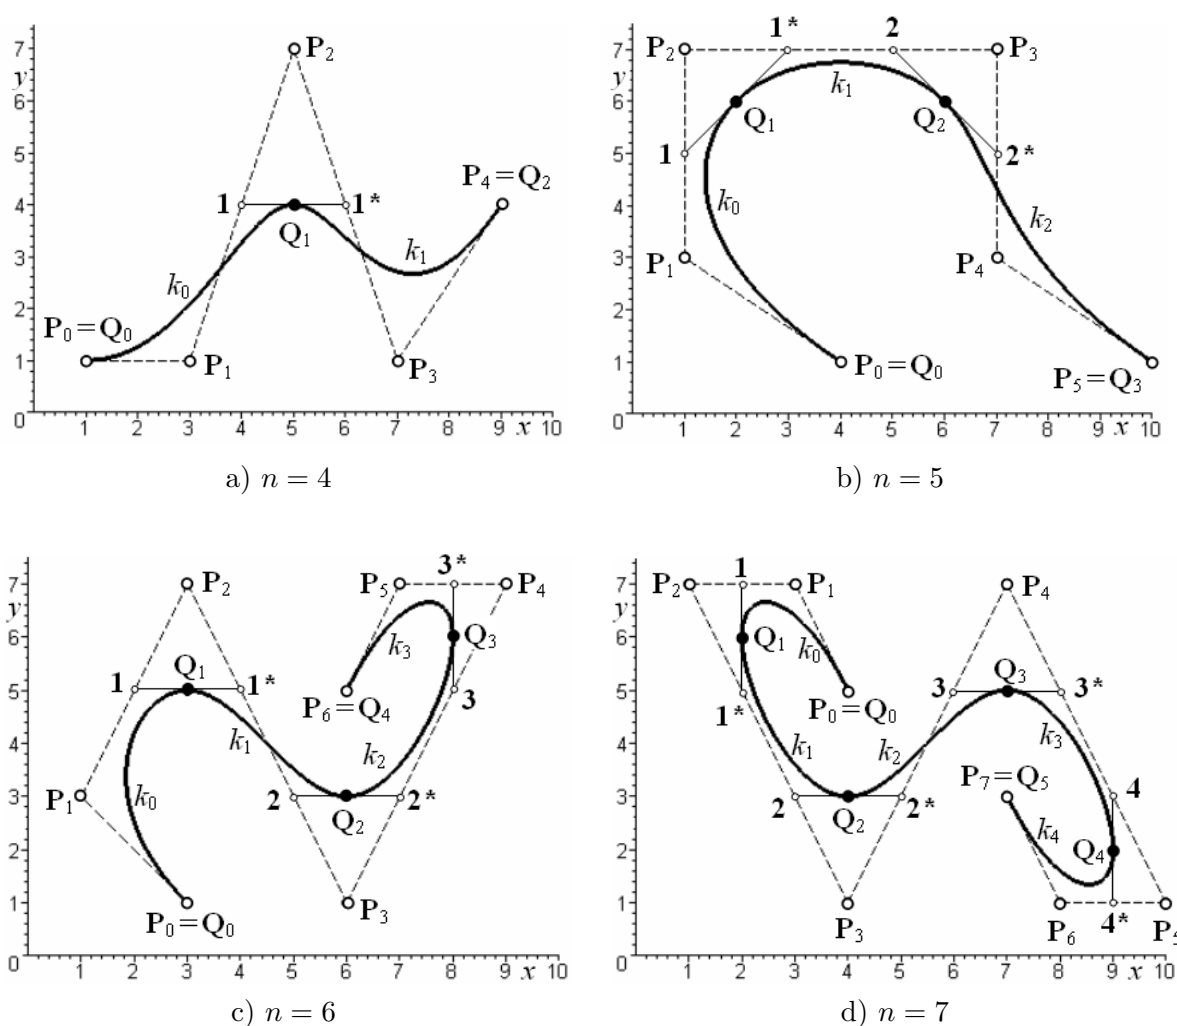 7
y
6
5
4
3
2
1
0
1 2 3 4 5 6 7 8 9 x 10
P₂
1 1*
Q₁
P₄=Q₂
k₀
k₁
P₀=Q₀
P₁
P₃
a) n = 4
7
y
6
5
4
3
2
1
0
1 2 3 4 5 6 7 8 9 x 10
1* 2
P₂ P₃
k₁
Q₁ Q₂
1 2*
k₀ k₂
P₁ P₄
P₀=Q₀
P₅=Q₃
b) n = 5
7
y
6
5
4
3
2
1
0
1 2 3 4 5 6 7 8 9 x 10
3*
P₂ P₅ P₄
Q₁ k₃ Q₃
1 1* 3
P₆=Q₄
k₁ k₂
P₁ k₀ 2 2*
Q₂
P₀=Q₀ P₃
c) n = 6
7
y
6
5
4
3
2
1
0
1 2 3 4 5 6 7 8 9 x 10
1
P₂ P₁ P₄
Q₁ k₀ Q₃
1* P₀=Q₀ 3 3*
k₁ k₂ k₃
P₇=Q₅ 4
2 Q₂ 2* k₄ Q₄
P₃ P₆ 4* P₅
d) n = 7